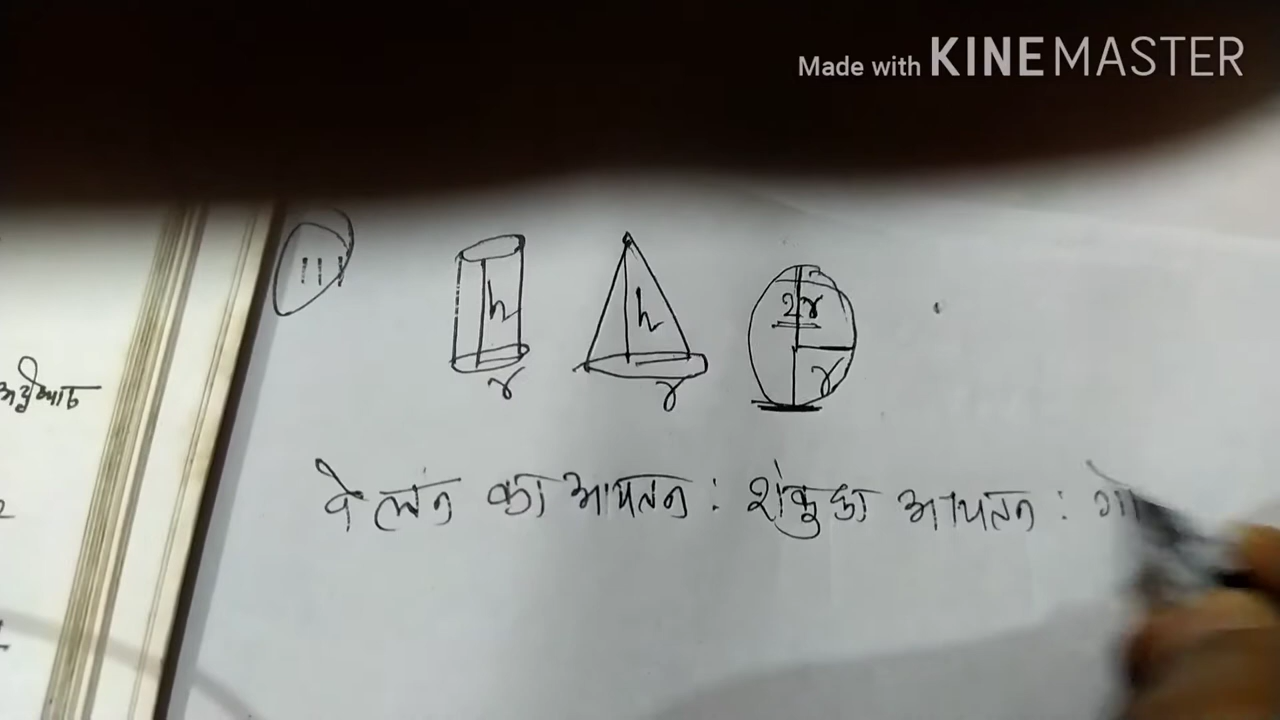 Made with KINEMASTER
III
h h 2r
r r r
बेलन का आयतन : शंकु का आयतन : गो